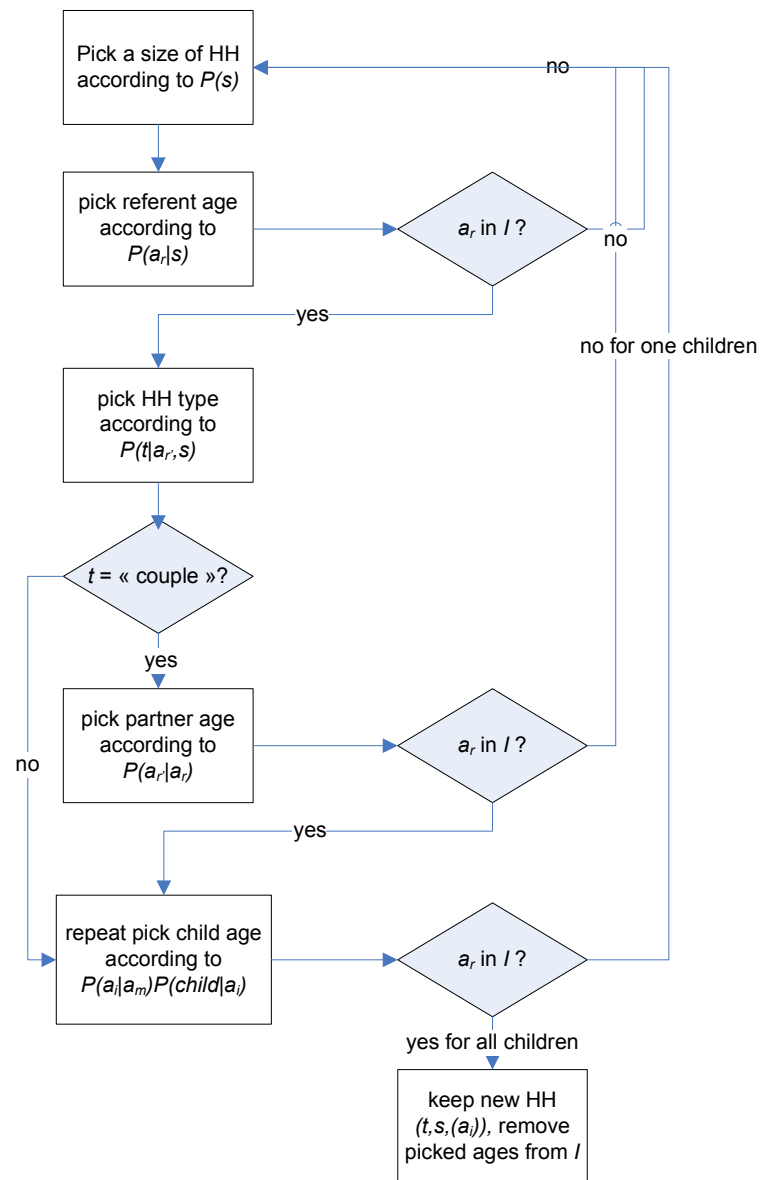 Pick a size of HH
according to P(s)
no
pick referent age
according to
P(aᵣ|s)
aᵣ in I ?
no
yes
no for one children
pick HH type
according to
P(t|aᵣ,,s)
t = « couple »?
yes
pick partner age
according to
P(aᵣ'|aᵣ)
aᵣ in I ?
no
yes
repeat pick child age
according to
P(aᵢ|aₘ)P(child|aᵢ)
aᵣ in I ?
yes for all children
keep new HH
(t,s,(aᵢ)), remove
picked ages from I